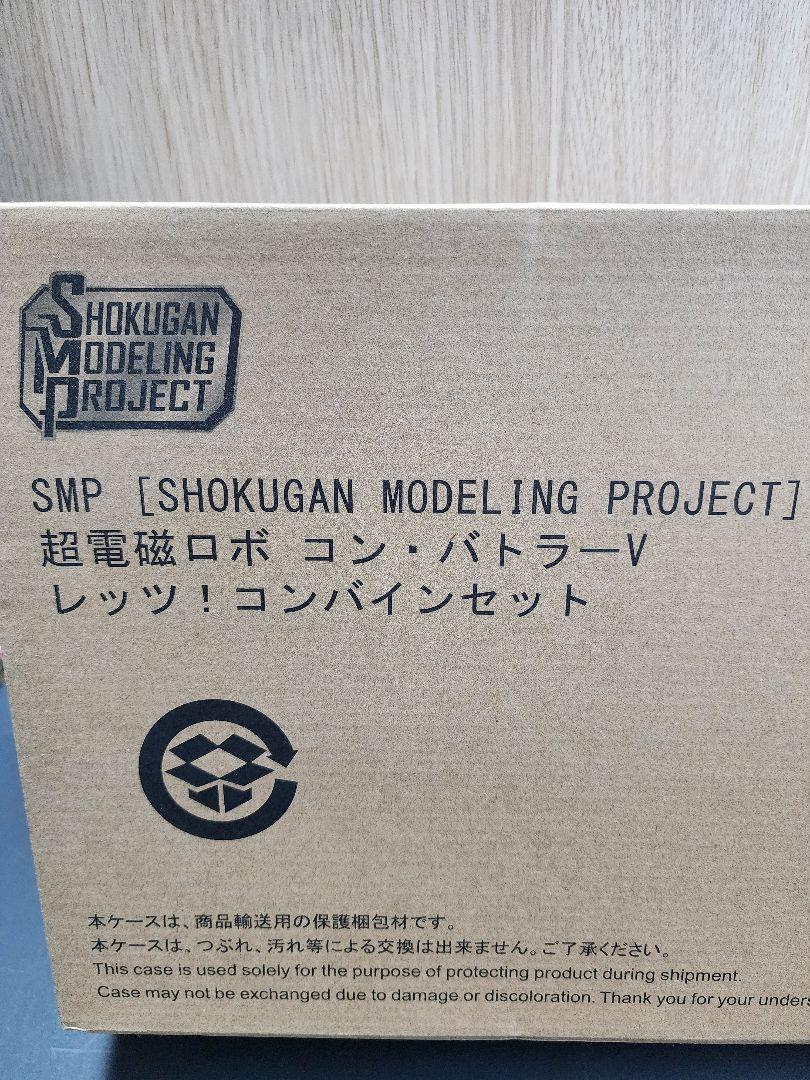 SHOKUGAN
MODELING
PROJECT
SMP [SHOKUGAN MODELING PROJECT]
超電磁ロボ コン・バトラーV
レッツ！コンバインセット
本ケースは、商品輸送用の保護梱包材です。
本ケースは、つぶれ、汚れ等による交換は出来ません。ご了承ください。
This case is used solely for the purpose of protecting product during shipment.
Case may not be exchanged due to damage or discoloration. Thank you for your